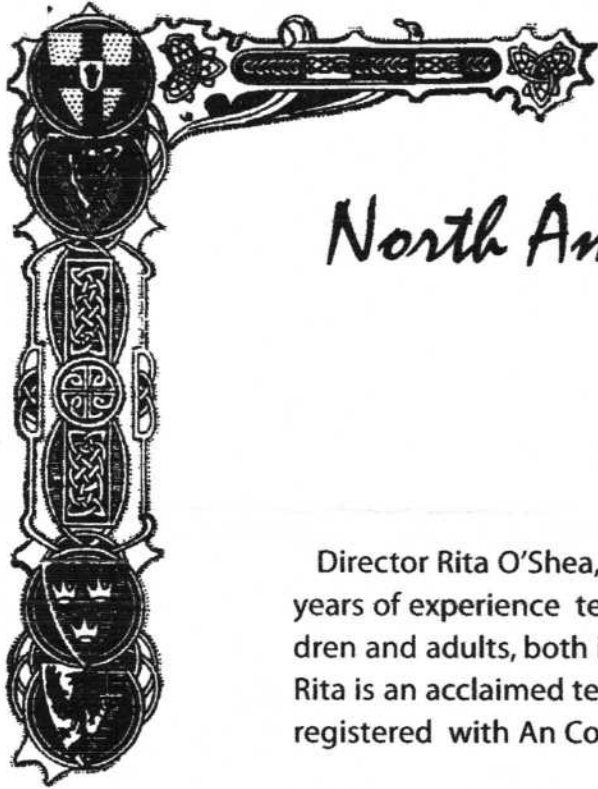 North Am
Director Rita O'Shea,
years of experience te
dren and adults, both i
Rita is an acclaimed te
registered with An Co